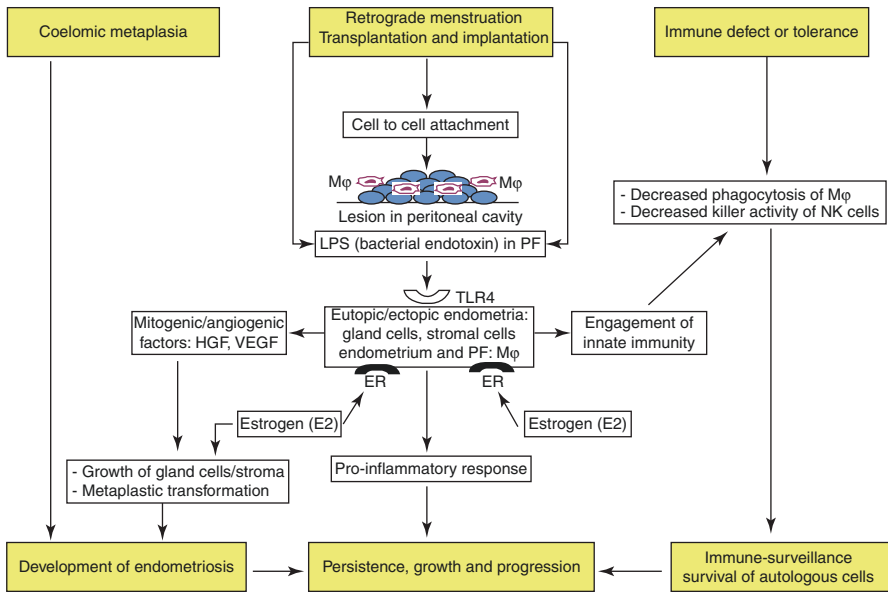 Coelomic metaplasia
Retrograde menstruation
Transplantation and implantation
Immune defect or tolerance
Cell to cell attachment
Mφ
Mφ
Lesion in peritoneal cavity
- Decreased phagocytosis of Mφ
- Decreased killer activity of NK cells
LPS (bacterial endotoxin) in PF
TLR4
Mitogenic/angiogenic
factors: HGF, VEGF
Eutopic/ectopic endometria:
gland cells, stromal cells
endometrium and PF: Mφ
Engagement of
innate immunity
ER
ER
Estrogen (E2)
Estrogen (E2)
- Growth of gland cells/stroma
- Metaplastic transformation
Pro-inflammatory response
Development of endometriosis
Persistence, growth and progression
Immune-surveillance
survival of autologous cells